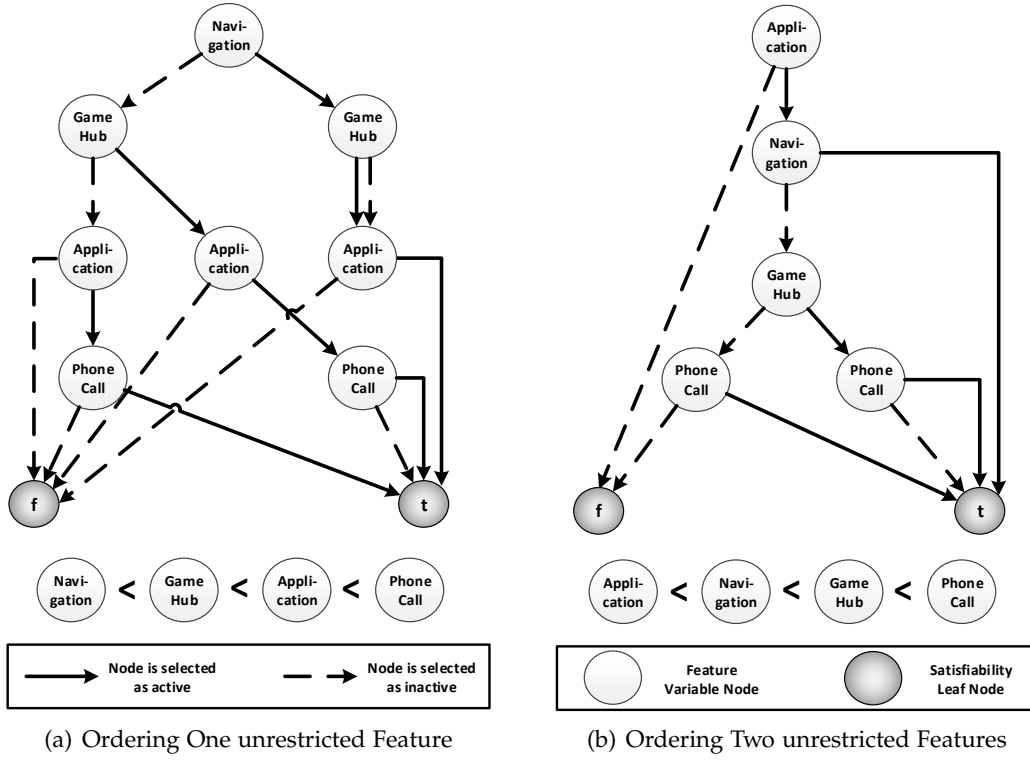 Navi-
gation
Game
Hub
Game
Hub
Appli-
cation
Appli-
cation
Appli-
cation
Phone
Call
Phone
Call
f
t
Navi-
gation
<
Game
Hub
<
Appli-
cation
<
Phone
Call
Node is selected
as active
Node is selected
as inactive
(a) Ordering One unrestricted Feature
Appli-
cation
Navi-
gation
Game
Hub
Phone
Call
Phone
Call
f
t
Appli-
cation
<
Navi-
gation
<
Game
Hub
<
Phone
Call
Feature
Variable Node
Satisfiability
Leaf Node
(b) Ordering Two unrestricted Features